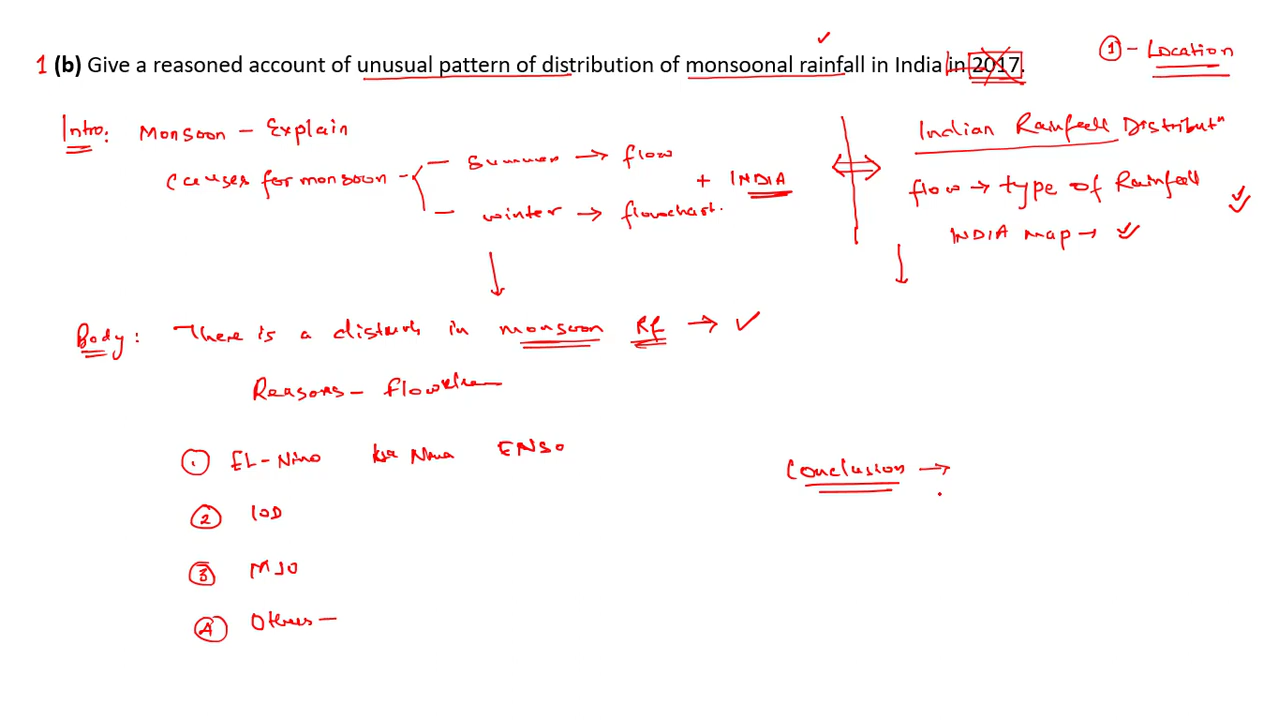 1 (b) Give a reasoned account of unusual pattern of distribution of monsoonal rainfall in India in 2017.
① - Location
Intro: Monsoon - Explain
Causes for monsoon - Summer → flow
winter → flowchart.
+ INDIA
Indian Rainfall Distributⁿ
flow → type of Rainfall
INDIA map →
Body: There is a disturb in monsoon RF → ✓
Reasons -
① EL-Nino La Nina ENSO
② IOD
③ MJO
④ Others -
Conclusion →